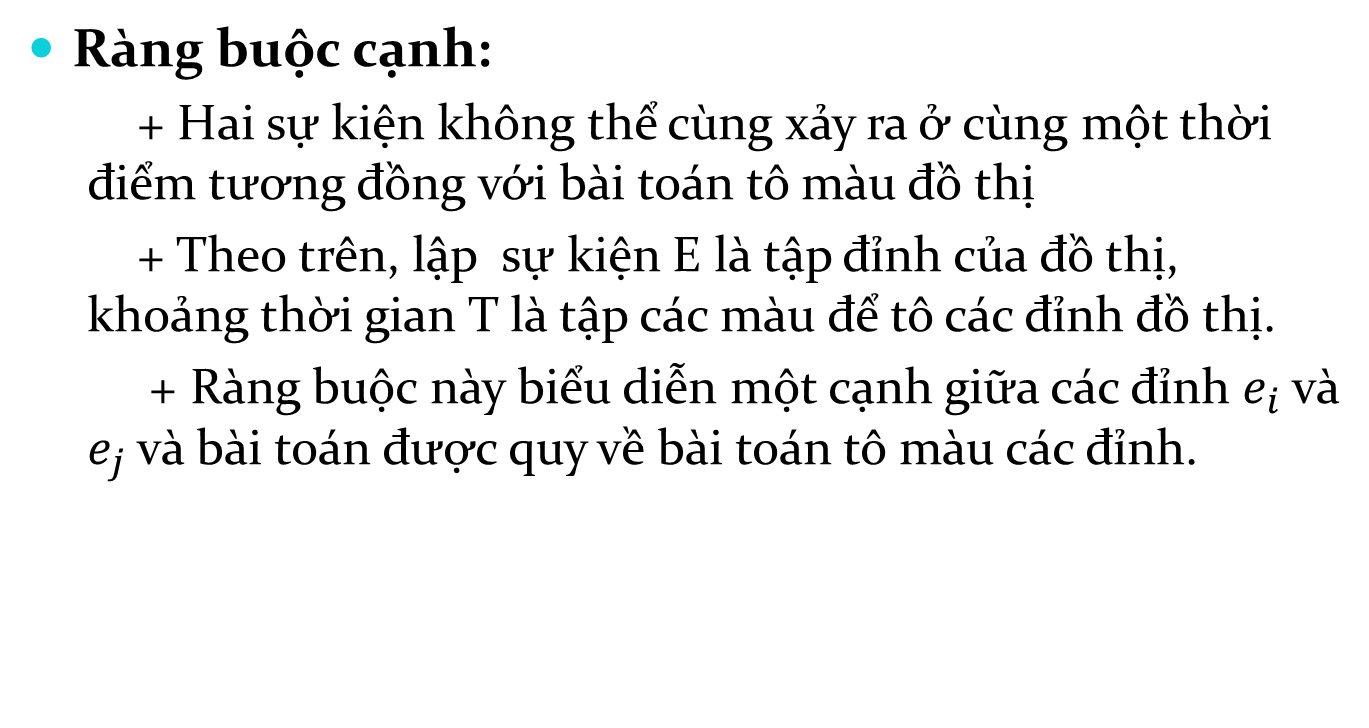 • Ràng buộc cạnh:
+ Hai sự kiện không thể cùng xảy ra ở cùng một thời
điểm tương đồng với bài toán tô màu đồ thị
+ Theo trên, lập  sự kiện E là tập đỉnh của đồ thị,
khoảng thời gian T là tập các màu để tô các đỉnh đồ thị.
+ Ràng buộc này biểu diễn một cạnh giữa các đỉnh eᵢ và
eⱼ và bài toán được quy về bài toán tô màu các đỉnh.